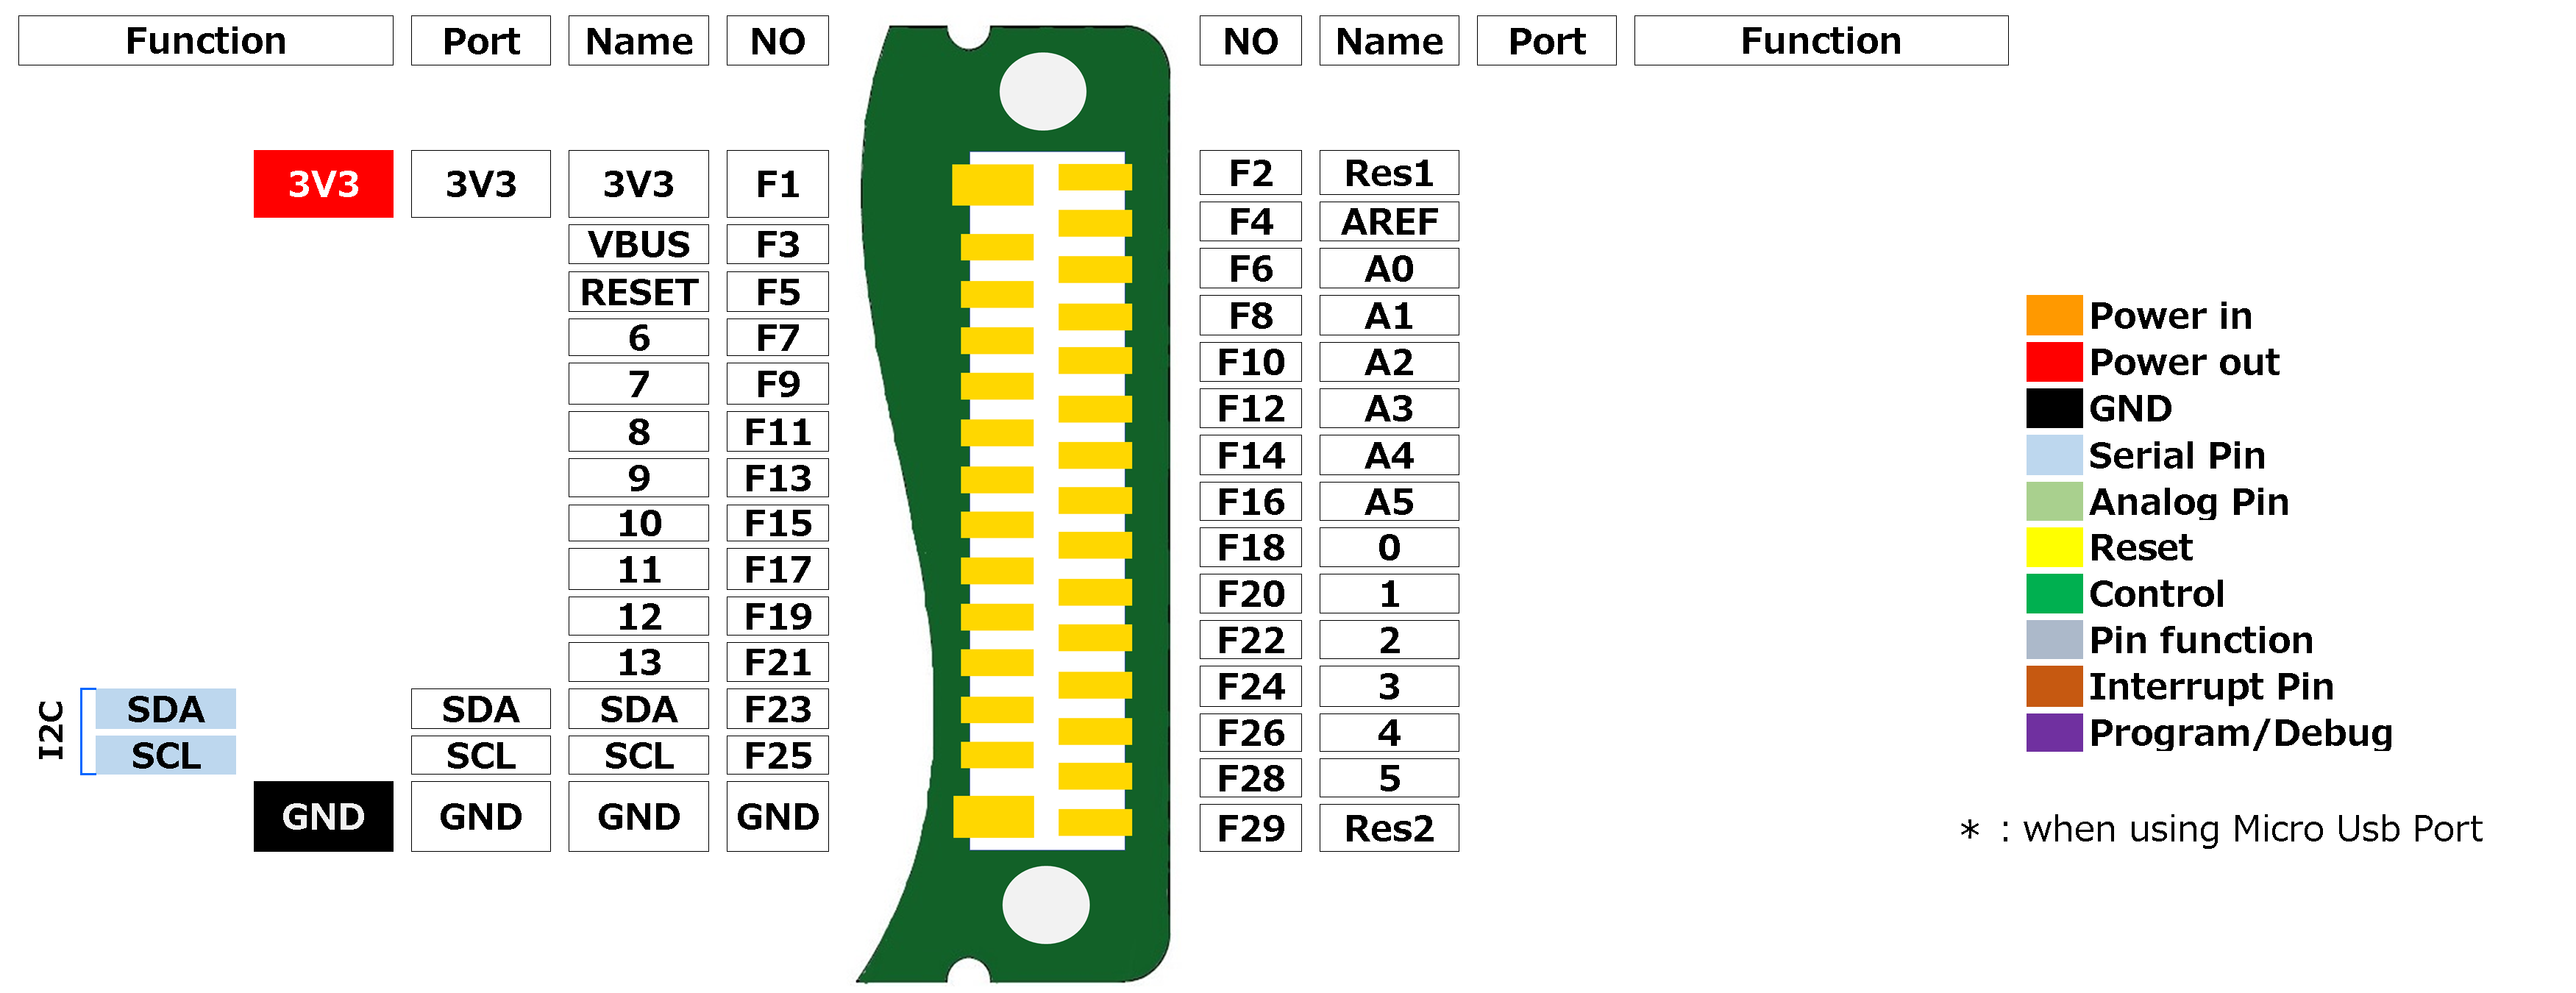 Function Port Name NO NO Name Port Function
3V3 3V3 3V3 F1 F2 Res1
VBUS F3 F4 AREF
RESET F5 F6 A0
6 F7 F8 A1
7 F9 F10 A2
8 F11 F12 A3
9 F13 F14 A4
10 F15 F16 A5
11 F17 F18 0
12 F19 F20 1
13 F21 F22 2
I2C
SDA SDA SDA F23 F24 3
SCL SCL SCL F25 F26 4
F28 5
GND GND GND GND F29 Res2
Power in
Power out
GND
Serial Pin
Analog Pin
Reset
Control
Pin function
Interrupt Pin
Program/Debug
* : when using Micro Usb Port